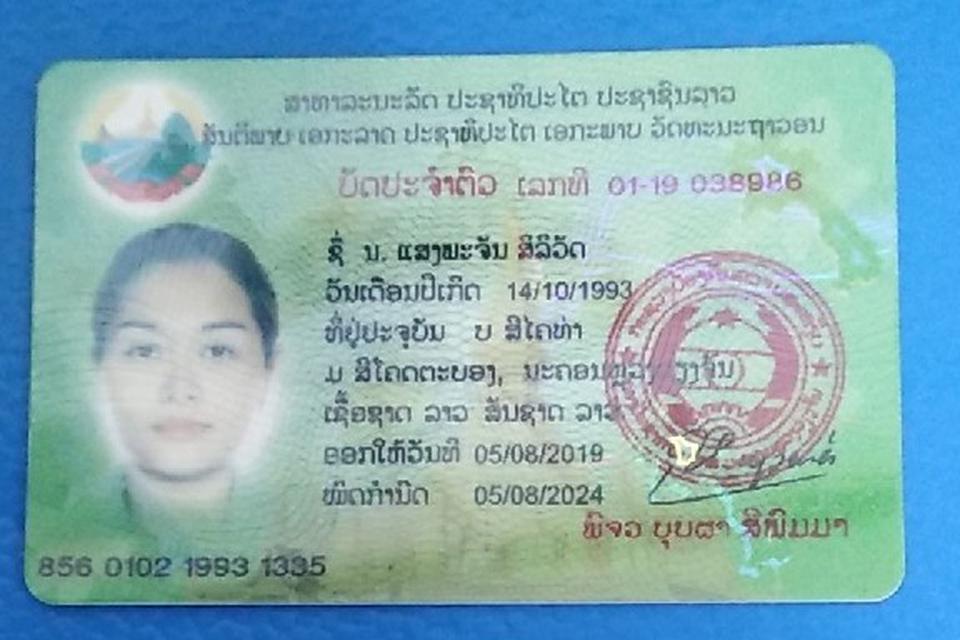 ສາທາລະນະລັດ ປະຊາທິປະໄຕ ປະຊາຊົນລາວ
ສັນຕິພາບ ເອກະລາດ ປະຊາທິປະໄຕ ເອກະພາບ ວັດທະນະຖາວອນ
ບັດປະຈຳຕົວ ເລກທີ 01-19 038986
ຊື່ ນ. ແສງພະຈັນ ສິລິວັດ
ວັນເດືອນປີເກີດ 14/10/1993
ທີ່ຢູ່ປະຈຸບັນ ບ ສີໄຄທ່າ
ມ ສີໂຄດຕະບອງ, ນະຄອນຫຼວງວຽງຈັນ
ເຊື້ອຊາດ ລາວ ສັນຊາດ ລາວ
ອອກໃຫ້ວັນທີ 05/08/2019
ໝົດກຳນົດ 05/08/2024
ພົຈວ ບຸບຜາ ສີພິມມາ
856 0102 1993 1335